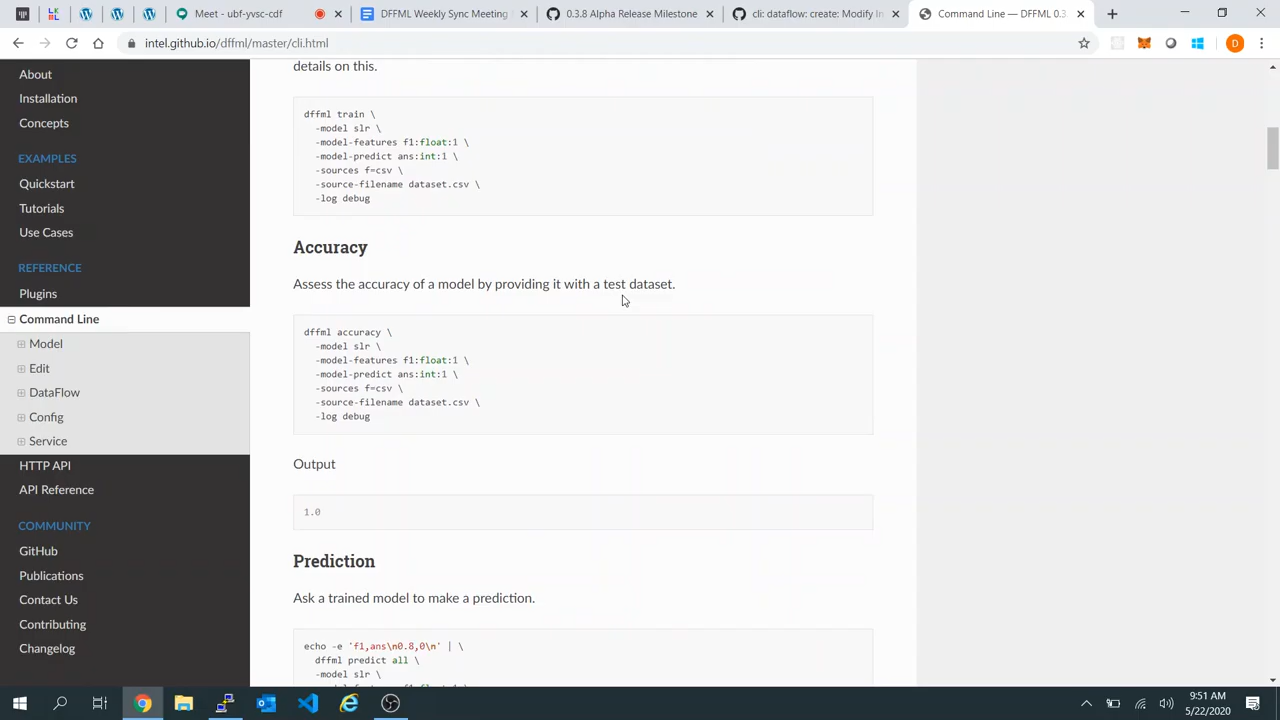 Meet - ubf-yvsc-cdf
DFFML Weekly Sync Meeting
0.3.8 Alpha Release Milestone
cli: dataflow: create: Modify In
Command Line — DFFML 0.3
intel.github.io/dffml/master/cli.html
D
About
Installation
Concepts
EXAMPLES
Quickstart
Tutorials
Use Cases
REFERENCE
Plugins
Command Line
Model
Edit
DataFlow
Config
Service
HTTP API
API Reference
COMMUNITY
GitHub
Publications
Contact Us
Contributing
Changelog
details on this.
dffml train \
-model slr \
-model-features f1:float:1 \
-model-predict ans:int:1 \
-sources f=csv \
-source-filename dataset.csv \
-log debug
Accuracy
Assess the accuracy of a model by providing it with a test dataset.
dffml accuracy \
-model slr \
-model-features f1:float:1 \
-model-predict ans:int:1 \
-sources f=csv \
-source-filename dataset.csv \
-log debug
Output
1.0
Prediction
Ask a trained model to make a prediction.
echo -e 'f1,ans\n0.8,0\n' | \
dffml predict all \
-model slr \
9:51 AM
5/22/2020